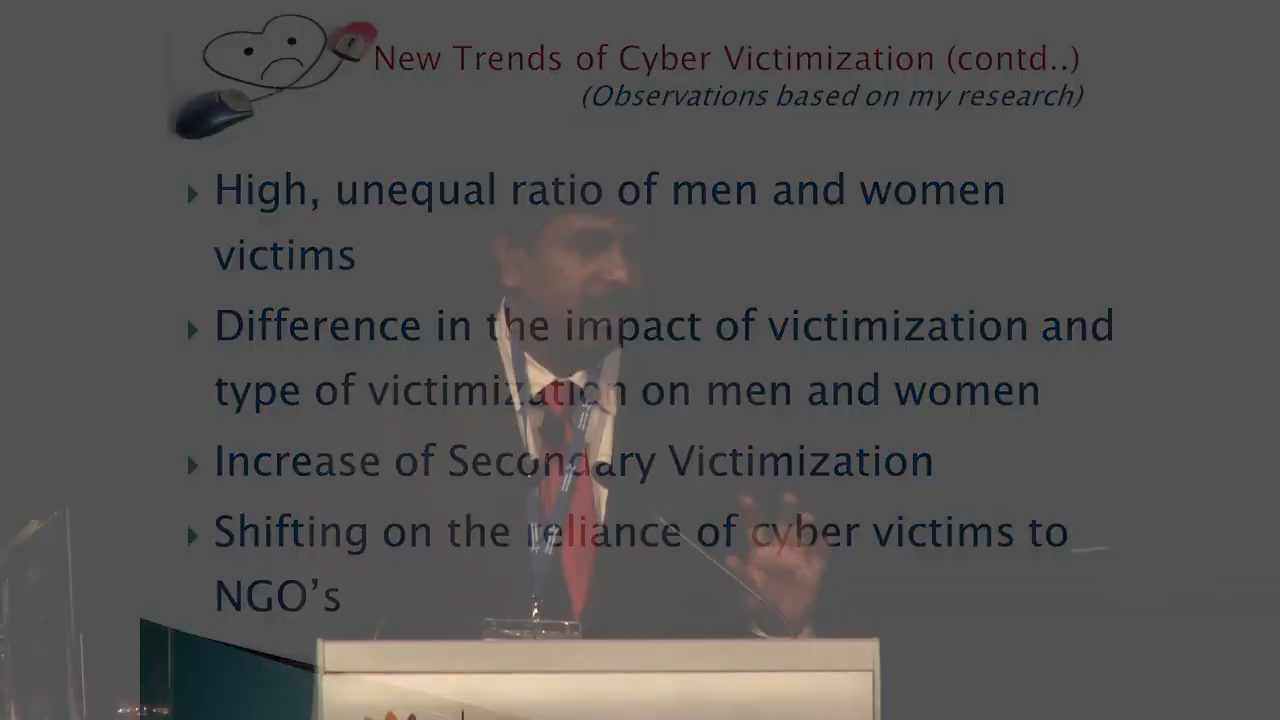 New Trends of Cyber Victimization (contd..)
(Observations based on my research)
High, unequal ratio of men and women
victims
Difference in the impact of victimization and
type of victimization on men and women
Increase of Secondary Victimization
Shifting on the reliance of cyber victims to
NGO’s